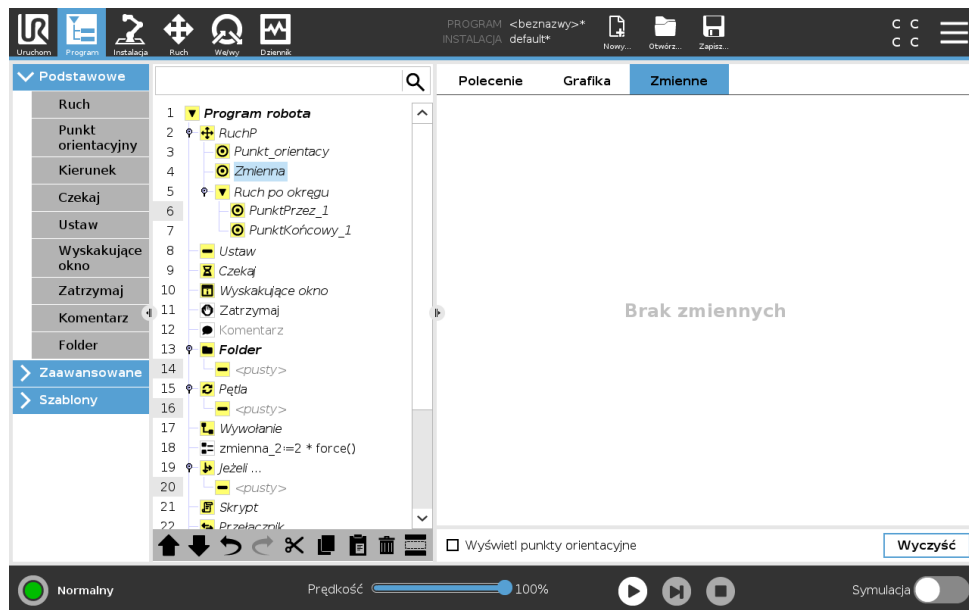 PROGRAM <beznazwy>*
INSTALACJA default*
Uruchom Program Instalacja Ruch We/wy Dziennik Nowy... Otwórz... Zapisz...
C C
C C
Podstawowe
Ruch
Punkt
orientacyjny
Kierunek
Czekaj
Ustaw
Wyskakujące
okno
Zatrzymaj
Komentarz
Folder
Zaawansowane
Szablony
1 Program robota
2 RuchP
3 Punkt_orientacy
4 Zmienna
5 Ruch po okręgu
6 PunktPrzez_1
7 PunktKońcowy_1
8 Ustaw
9 Czekaj
10 Wyskakujące okno
11 Zatrzymaj
12 Komentarz
13 Folder
14 <pusty>
15 Pętla
16 <pusty>
17 Wywołanie
18 zmienna_2:=2 * force()
19 Jeżeli ...
20 <pusty>
21 Skrypt
22 Przełącznik
Polecenie Grafika Zmienne
Brak zmiennych
Wyświetl punkty orientacyjne Wyczyść
Normalny Prędkość 100% Symulacja